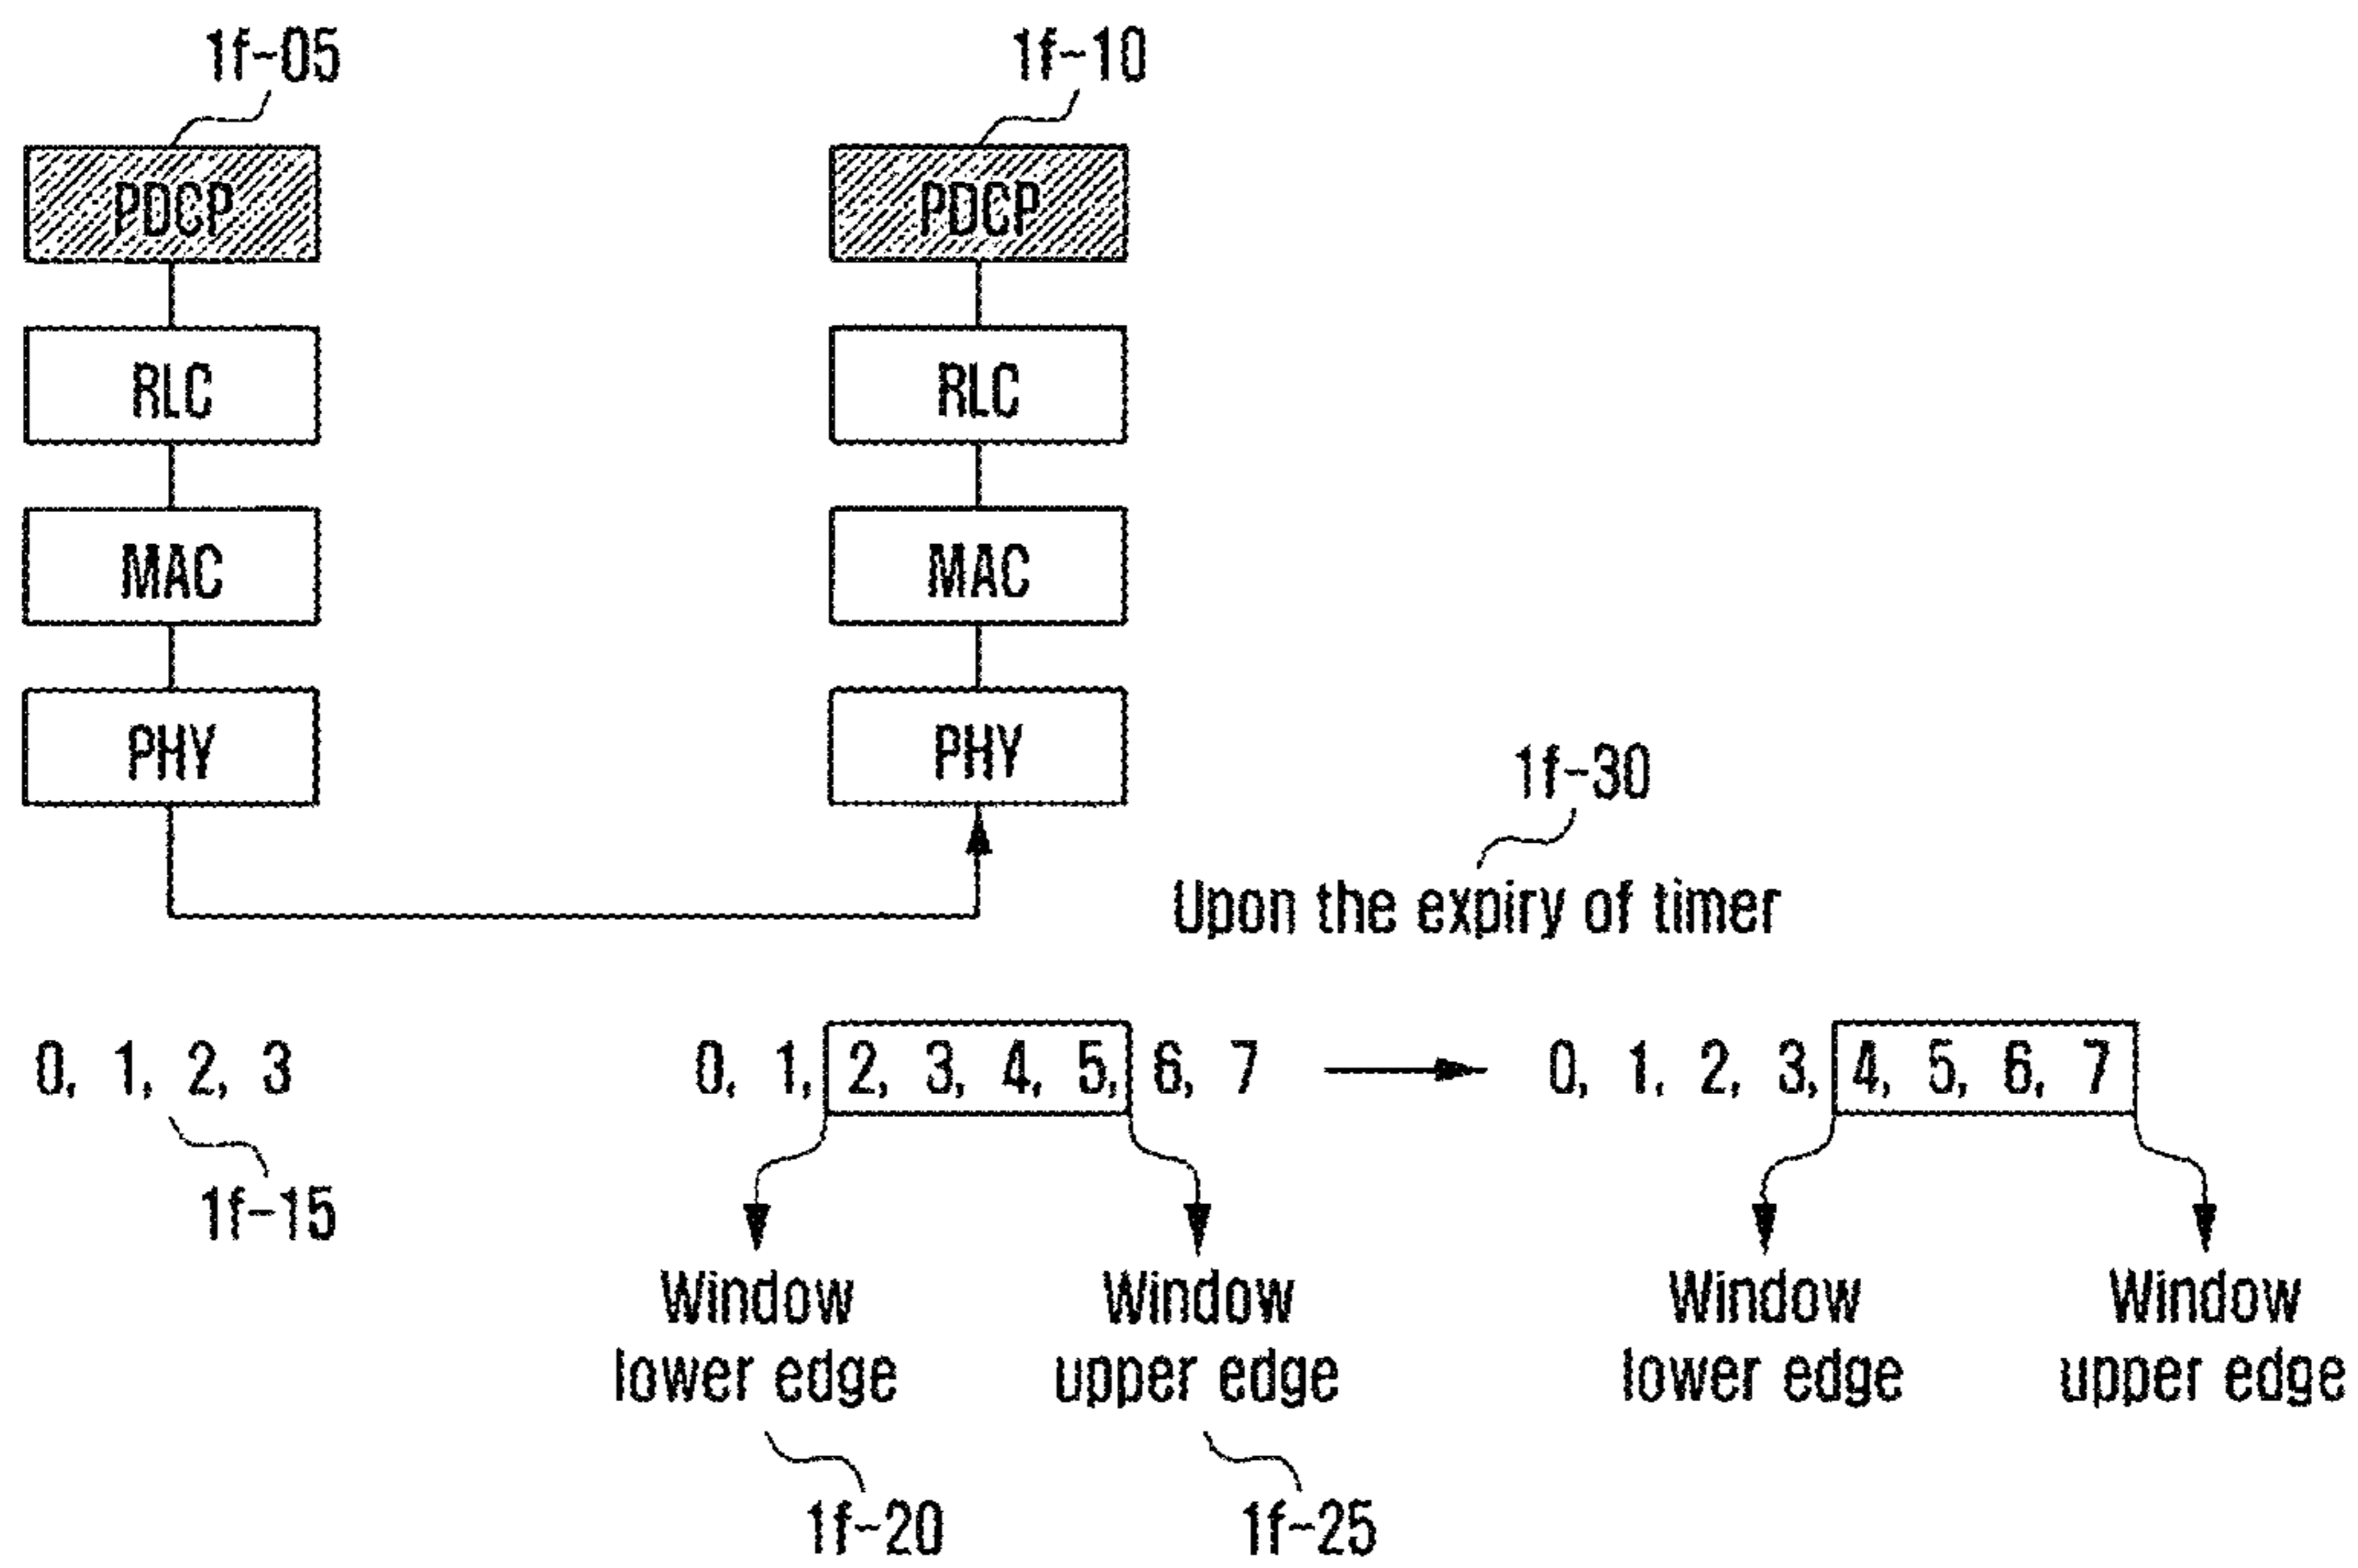 1f-05
1f-10
PDCP
PDCP
RLC
RLC
MAC
MAC
PHY
PHY
1f-30
Upon the expiry of timer
0, 1, 2, 3
0, 1, 2, 3, 4, 5, 6, 7
0, 1, 2, 3, 4, 5, 6, 7
1f-15
Window
lower edge
Window
upper edge
Window
lower edge
Window
upper edge
1f-20
1f-25